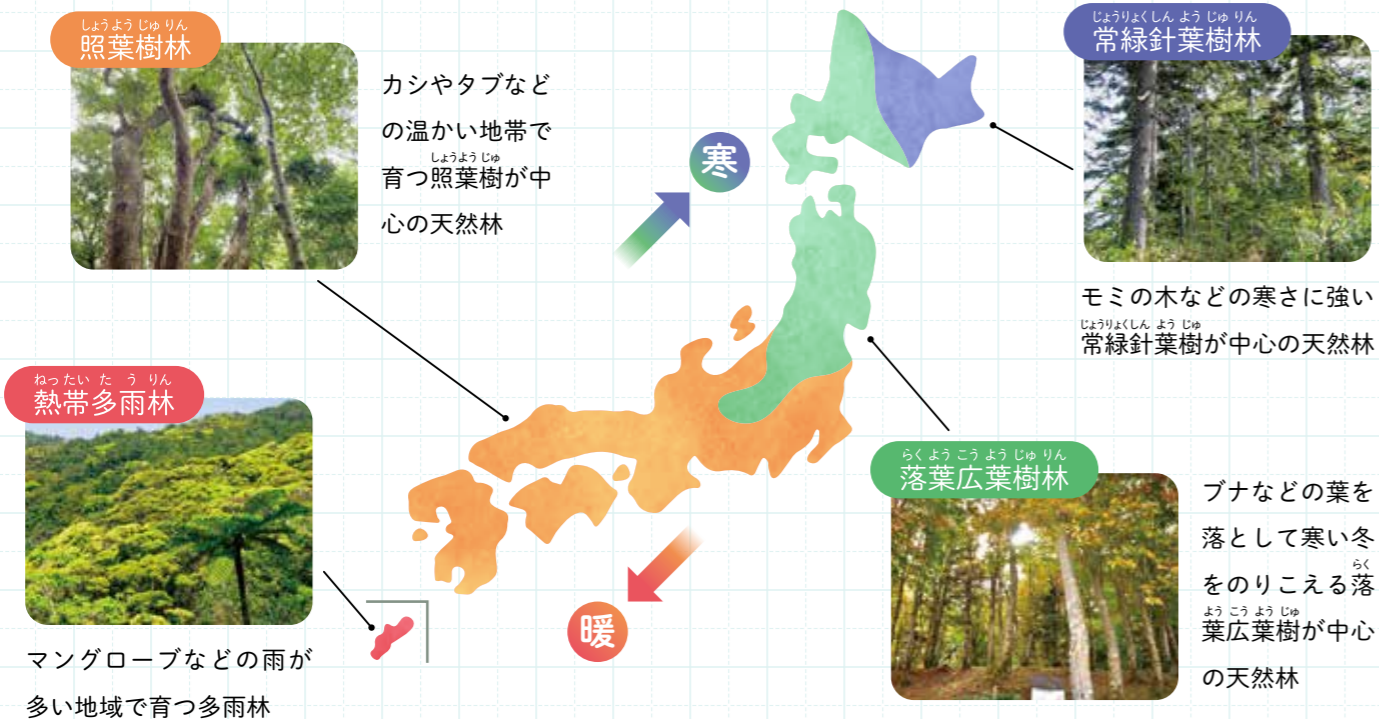 しょうようじゅりん
照葉樹林
カシやタブなど
の温かい地帯で
しょうようじゅ
育つ照葉樹が中
心の天然林
寒
じょうりょくしんようじゅりん
常緑針葉樹林
モミの木などの寒さに強い
じょうりょくしんようじゅ
常緑針葉樹が中心の天然林
ねったいたうりん
熱帯多雨林
マングローブなどの雨が
多い地域で育つ多雨林
暖
らくようこうようじゅりん
落葉広葉樹林
ブナなどの葉を
落として寒い冬
らく
をのりこえる落
ようこうようじゅ
葉広葉樹が中心
の天然林